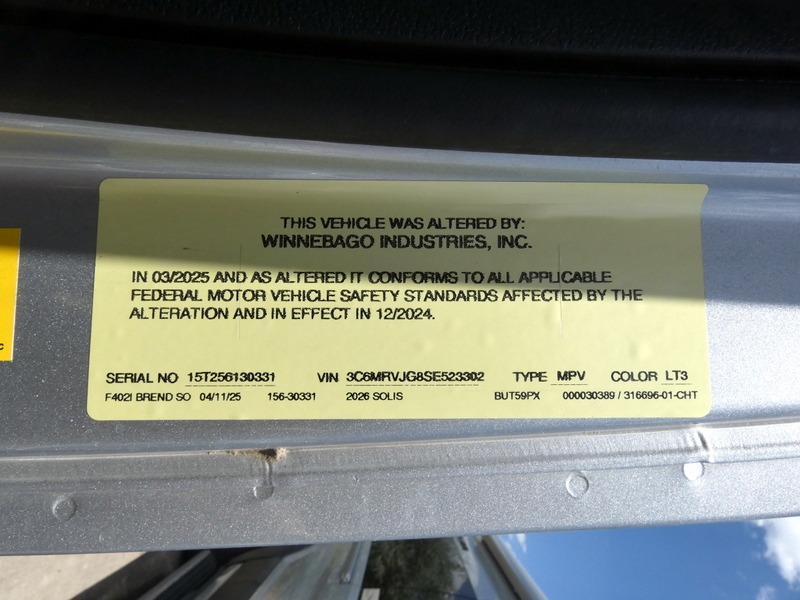 THIS VEHICLE WAS ALTERED BY:
WINNEBAGO INDUSTRIES, INC.
IN 03/2025 AND AS ALTERED IT CONFORMS TO ALL APPLICABLE
FEDERAL MOTOR VEHICLE SAFETY STANDARDS AFFECTED BY THE
ALTERATION AND IN EFFECT IN 12/2024.
SERIAL NO 15T256130331 VIN 3C6MRVJG8SE523302 TYPE MPV COLOR LT3
F402I BREND SO 04/11/25 156-30331 2026 SOLIS BUT59PX 000030389 / 316696-01-CHT